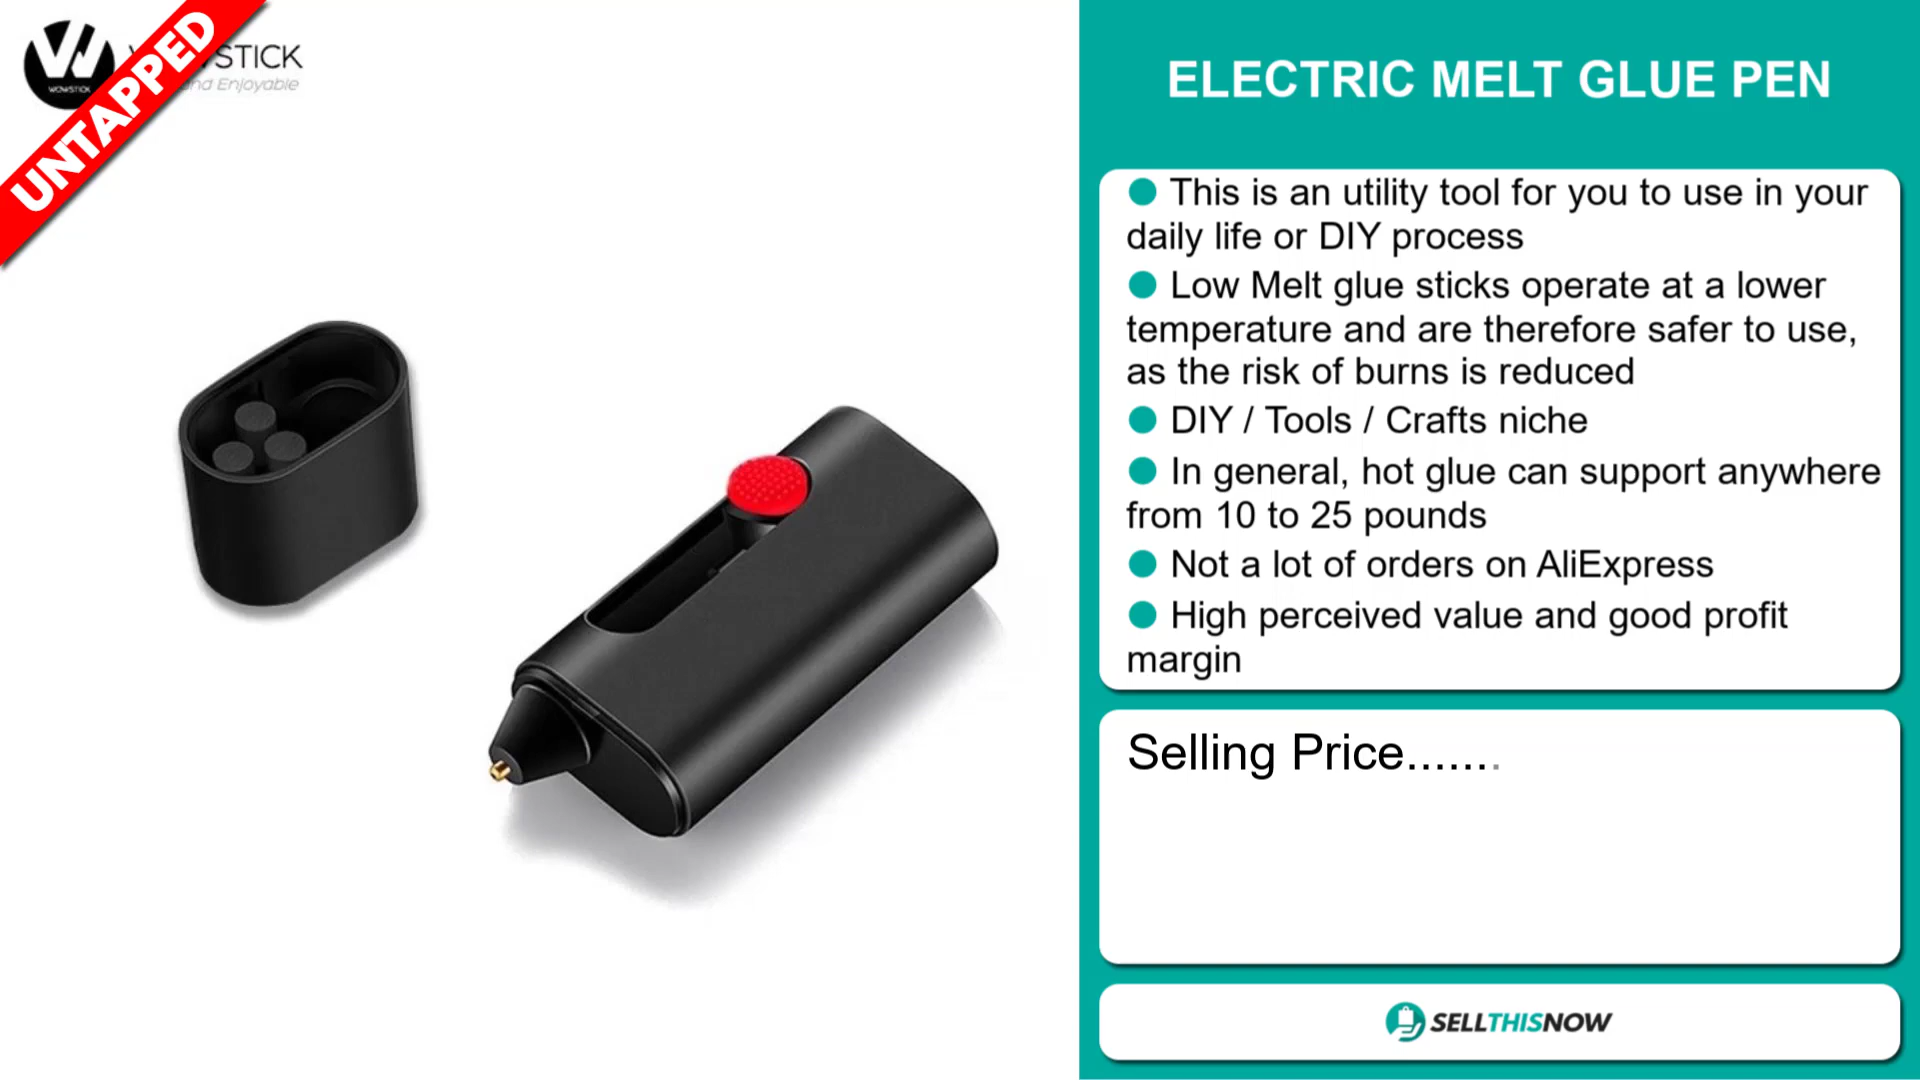 STICK
and Enjoyable
WOWSTICK
UNTAPPED
ELECTRIC MELT GLUE PEN
● This is an utility tool for you to use in your
daily life or DIY process
● Low Melt glue sticks operate at a lower
temperature and are therefore safer to use,
as the risk of burns is reduced
● DIY / Tools / Crafts niche
● In general, hot glue can support anywhere
from 10 to 25 pounds
● Not a lot of orders on AliExpress
● High perceived value and good profit
margin
Selling Price.......
SELLTHISNOW